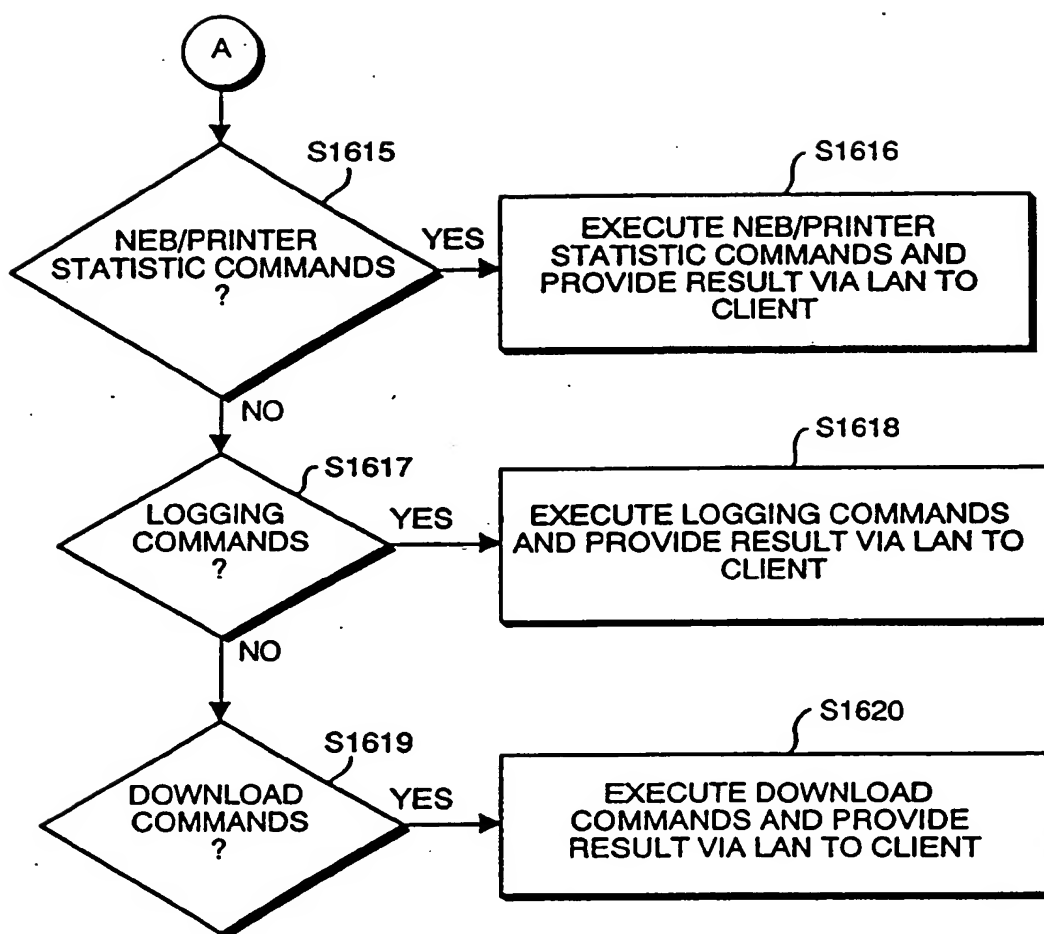 A
S1615
NEB/PRINTER
STATISTIC COMMANDS
?
YES
S1616
EXECUTE NEB/PRINTER
STATISTIC COMMANDS AND
PROVIDE RESULT VIA LAN TO
CLIENT
NO
S1617
LOGGING
COMMANDS
?
YES
S1618
EXECUTE LOGGING COMMANDS
AND PROVIDE RESULT VIA LAN TO
CLIENT
NO
S1619
DOWNLOAD
COMMANDS
?
YES
S1620
EXECUTE DOWNLOAD
COMMANDS AND PROVIDE
RESULT VIA LAN TO CLIENT